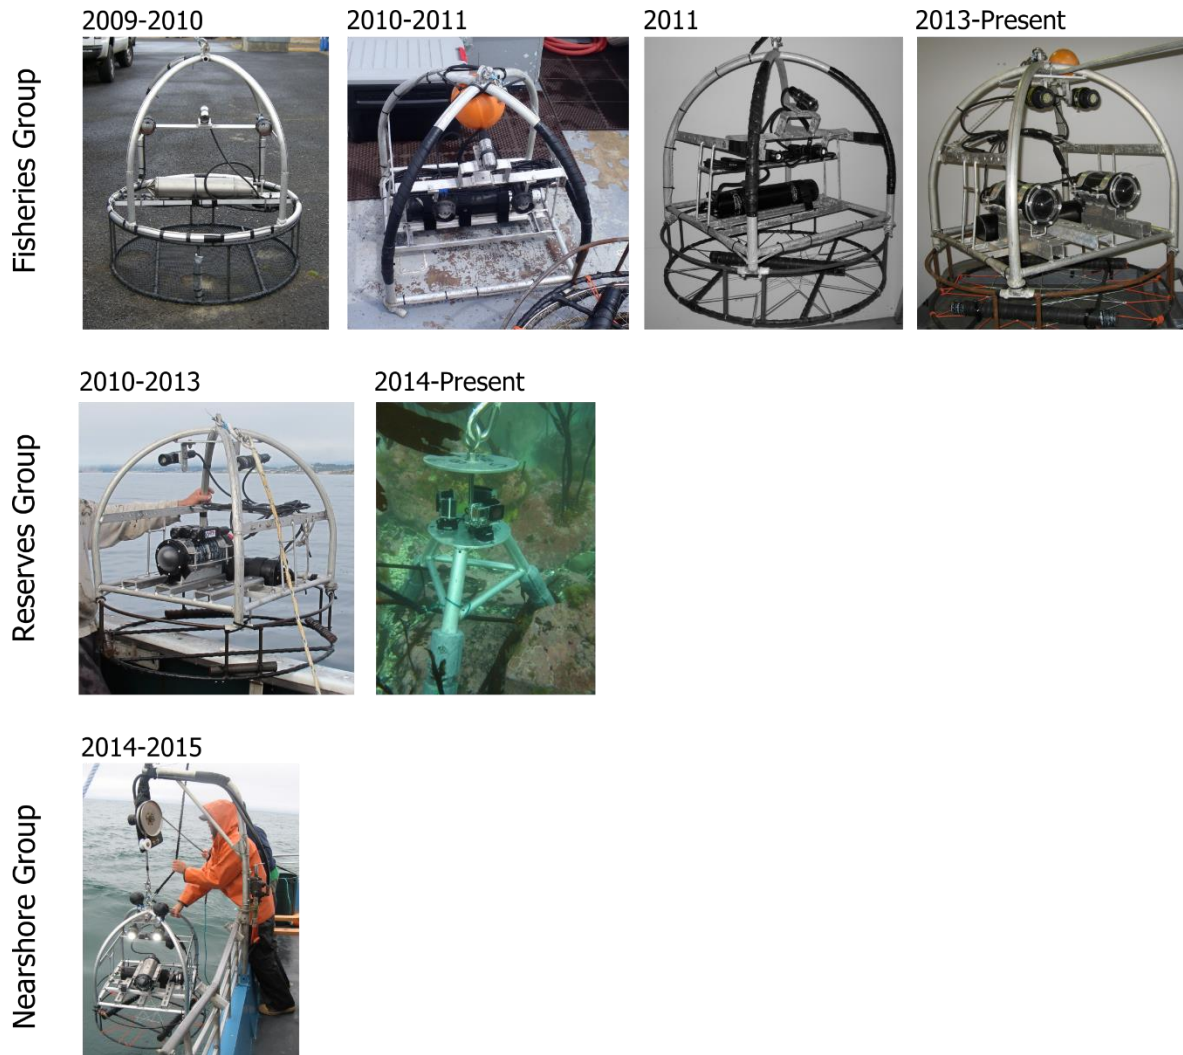 2009-2010
2010-2011
2011
2013-Present
Fisheries Group
2010-2013
2014-Present
Reserves Group
2014-2015
Nearshore Group